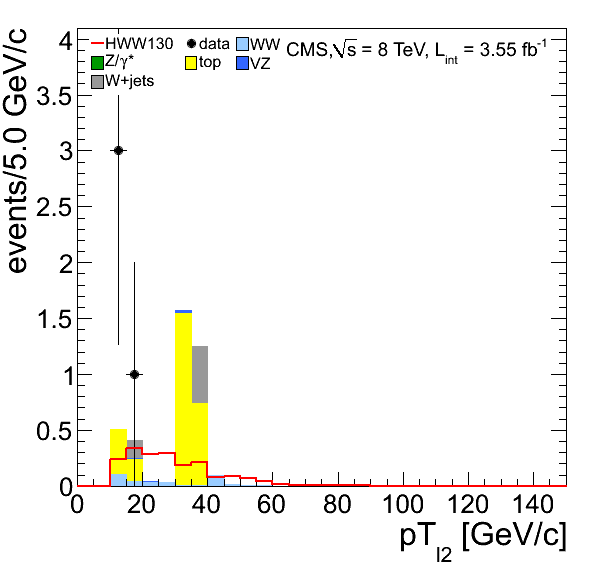 HWW130 data WW
Z/γ* top VZ
W+jets
CMS,√s = 8 TeV, L_int = 3.55 fb⁻¹
events/5.0 GeV/c
4
3.5
3
2.5
2
1.5
1
0.5
0
0 20 40 60 80 100 120 140
pT_l2 [GeV/c]